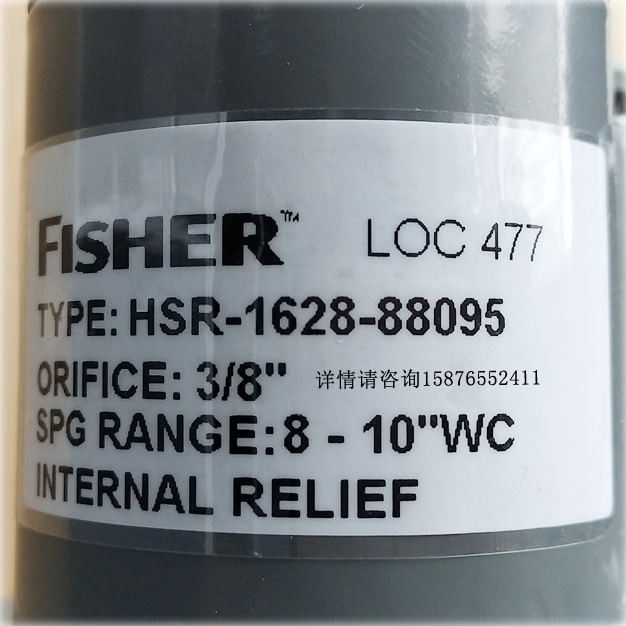 FISHER™ LOC 477
TYPE: HSR-1628-88095
ORIFICE: 3/8" 详情请咨询15876552411
SPG RANGE: 8 - 10"WC
INTERNAL RELIEF